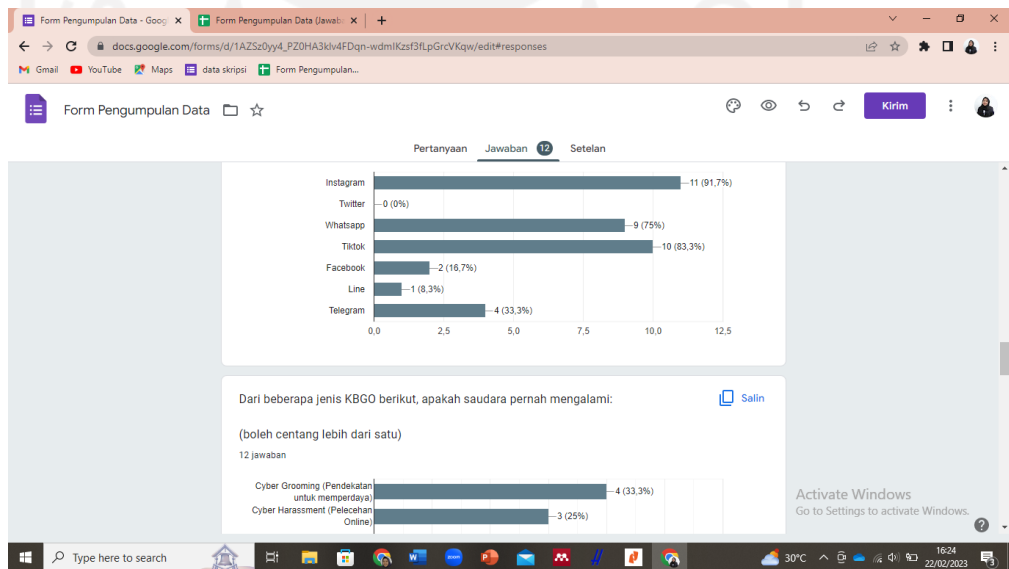 Form Pengumpulan Data - Goog
Form Pengumpulan Data (Jawab
docs.google.com/forms/d/1AZSz0yy4_PZ0HA3klv4FDqn-wdmIKzsf3fLpGrcVKqw/edit#responses
Gmail YouTube Maps data skripsi Form Pengumpulan...
Form Pengumpulan Data
Kirim
Pertanyaan Jawaban 12 Setelan
Instagram 11 (91,7%)
Twitter 0 (0%)
Whatsapp 9 (75%)
Tiktok 10 (83,3%)
Facebook 2 (16,7%)
Line 1 (8,3%)
Telegram 4 (33,3%)
0,0 2,5 5,0 7,5 10,0 12,5
Dari beberapa jenis KBGO berikut, apakah saudara pernah mengalami:
Salin
(boleh centang lebih dari satu)
12 jawaban
Cyber Grooming (Pendekatan
untuk memperdaya)
4 (33,3%)
Cyber Harassment (Pelecehan
Online)
3 (25%)
Activate Windows
Go to Settings to activate Windows.
Type here to search
zoom
30°C
16:24
22/02/2023
3